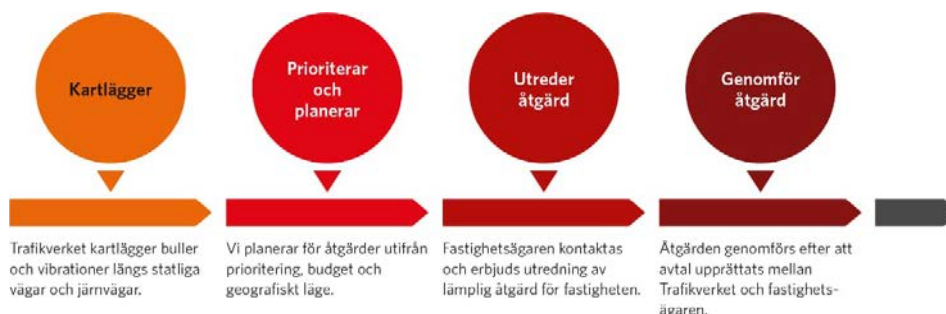 Kartlägger
Prioriterar
och
planerar
Utreder
åtgärd
Genomför
åtgärd
Trafikverket kartlägger buller
och vibrationer längs statliga
vägar och järnvägar.
Vi planerar för åtgärder utifrån
prioritering, budget och
geografiskt läge.
Fastighetsägaren kontaktas
och erbjuds utredning av
lämplig åtgärd för fastigheten.
Åtgärden genomförs efter att
avtal upprättats mellan
Trafikverket och fastighets-
ägaren.